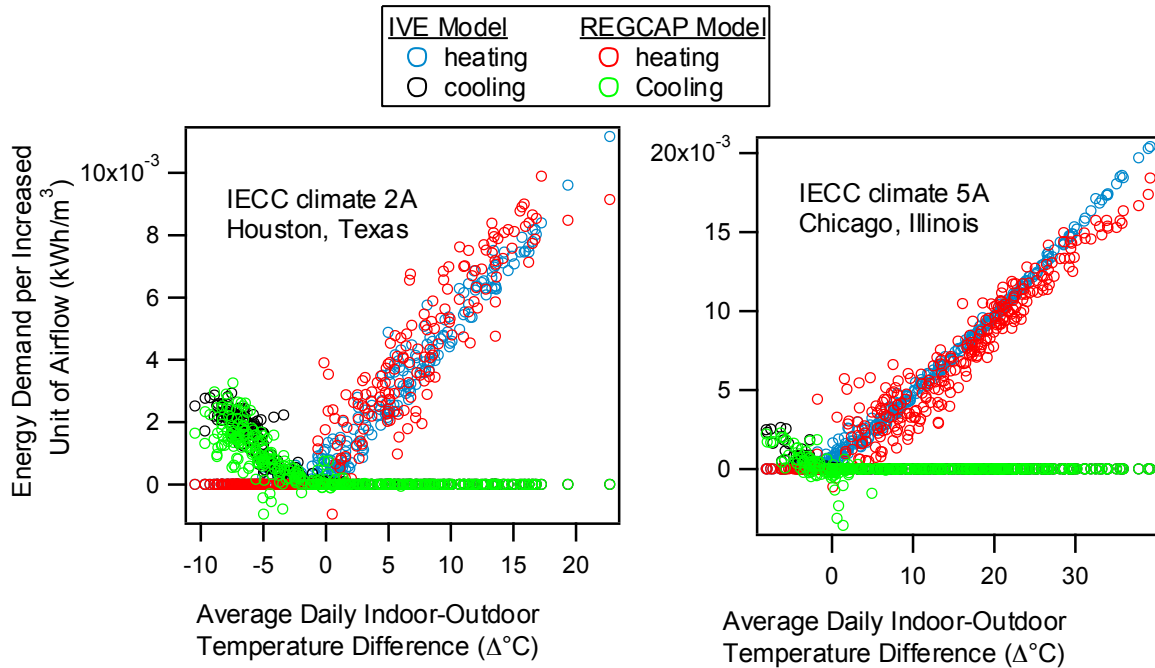 IVE Model REGCAP Model
heating heating
cooling Cooling
Energy Demand per Increased
Unit of Airflow (kWh/m³)
10x10⁻³
8
6
4
2
0
IECC climate 2A
Houston, Texas
-10 -5 0 5 10 15 20
Average Daily Indoor-Outdoor
Temperature Difference (Δ°C)
20x10⁻³
15
10
5
0
IECC climate 5A
Chicago, Illinois
0 10 20 30
Average Daily Indoor-Outdoor
Temperature Difference (Δ°C)